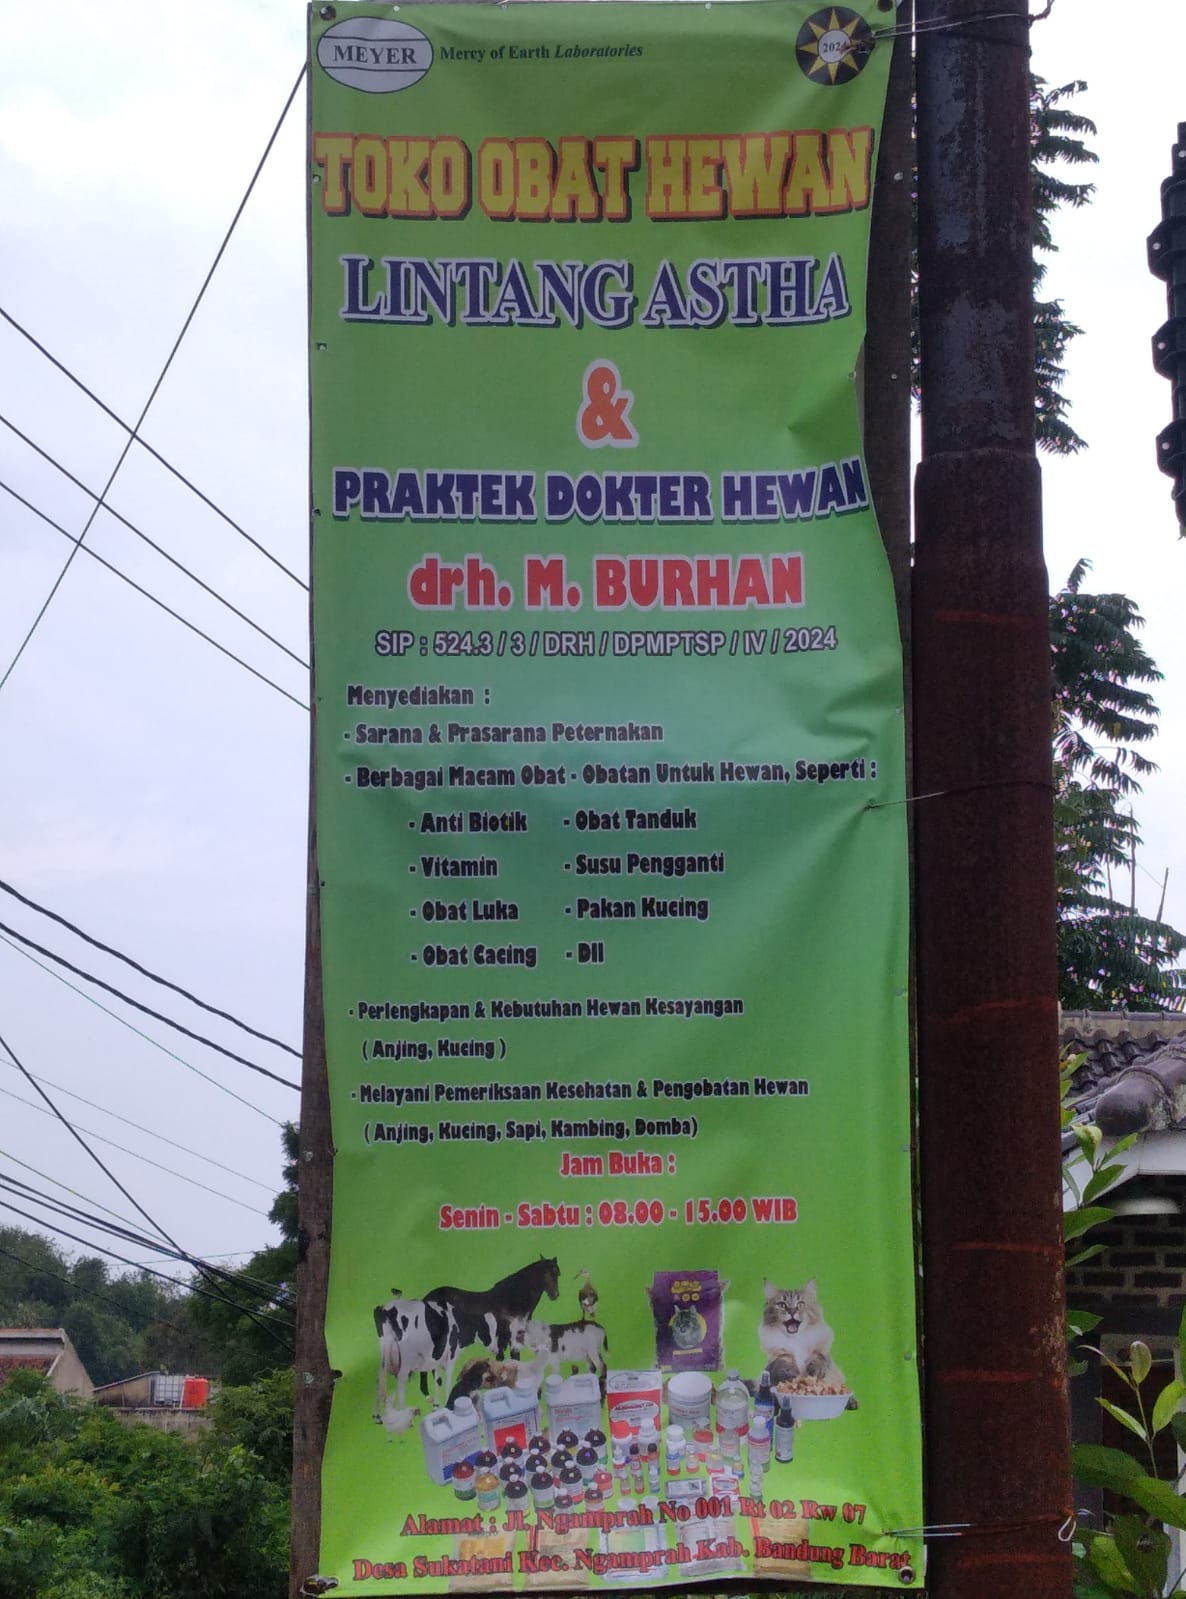 MEYER Mercy of Earth Laboratories
2024
TOKO OBAT HEWAN
LINTANG ASTHA
&
PRAKTEK DOKTER HEWAN
drh. M. BURHAN
SIP : 524.3 / 3 / DRH / DPMPTSP / IV / 2024
Menyediakan :
- Sarana & Prasarana Peternakan
- Berbagai Macam Obat - Obatan Untuk Hewan, Seperti :
- Anti Biotik - Obat Tanduk
- Vitamin - Susu Pengganti
- Obat Luka - Pakan Kucing
- Obat Cacing - Dll
- Perlengkapan & Kebutuhan Hewan Kesayangan
( Anjing, Kucing )
- Melayani Pemeriksaan Kesehatan & Pengobatan Hewan
( Anjing, Kucing, Sapi, Kambing, Domba)
Jam Buka :
Senin - Sabtu : 08.00 - 15.00 WIB
Alamat : Jl. Ngamprah No 001 Rt 02 Rw 07
Desa Sukatani Kec. Ngamprah Kab. Bandung Barat